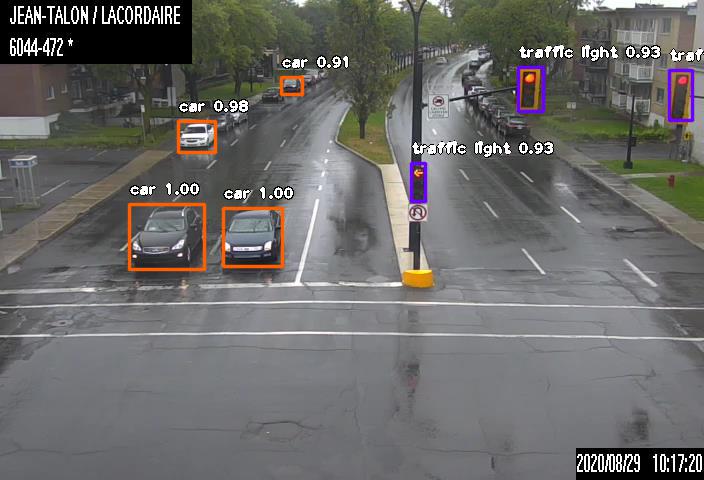 JEAN-TALON / LACORDAIRE
6044-472 *
car 0.91
traffic light 0.93
traf
car 0.98
traffic light 0.93
car 1.00
car 1.00
2020/08/29 10:17:20